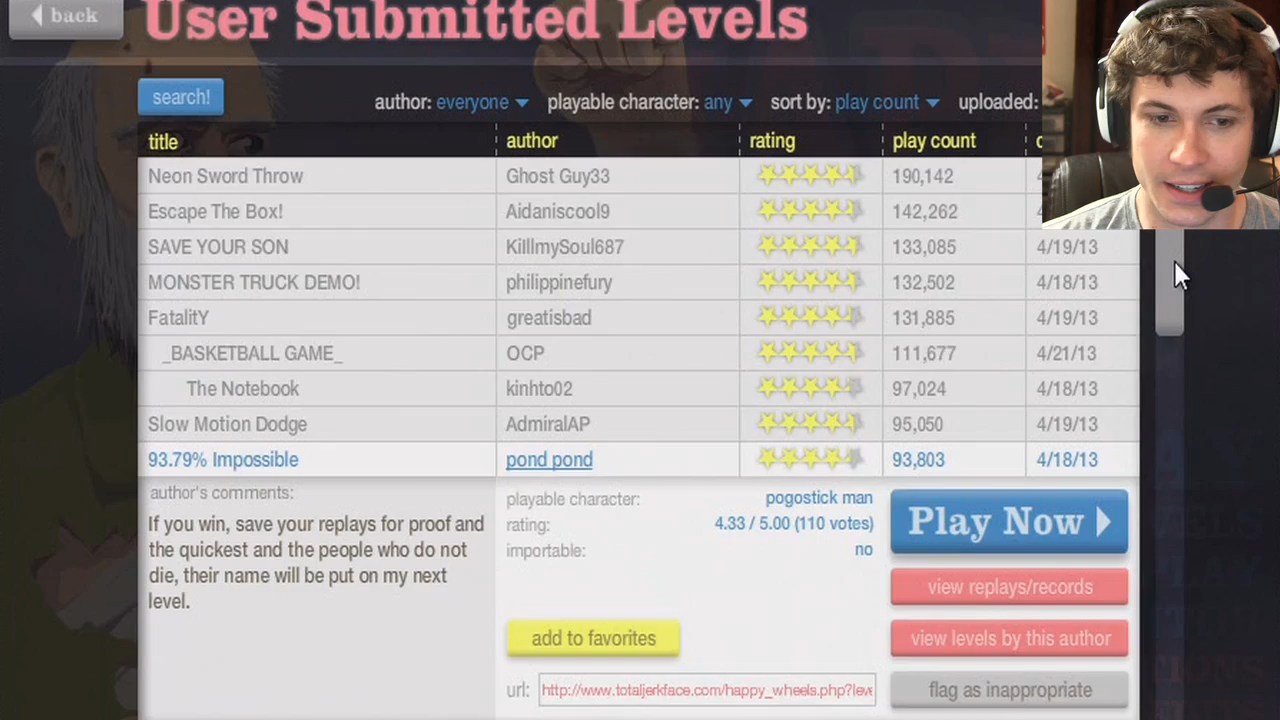 back
User Submitted Levels
search!
author: everyone playable character: any sort by: play count uploaded:
title author rating play count
Neon Sword Throw Ghost Guy33 190,142
Escape The Box! Aidaniscool9 142,262
SAVE YOUR SON KilllmySoul687 133,085 4/19/13
MONSTER TRUCK DEMO! philippinefury 132,502 4/18/13
FatalitY greatisbad 131,885 4/19/13
_BASKETBALL GAME_ OCP 111,677 4/21/13
The Notebook kinhto02 97,024 4/18/13
Slow Motion Dodge AdmiralAP 95,050 4/19/13
93.79% Impossible pond pond 93,803 4/18/13
author's comments:
If you win, save your replays for proof and
the quickest and the people who do not
die, their name will be put on my next
level.
playable character: pogostick man
rating: 4.33 / 5.00 (110 votes)
importable: no
add to favorites
url: http://www.totaljerkface.com/happy_wheels.php?leve
Play Now
view replays/records
view levels by this author
flag as inappropriate